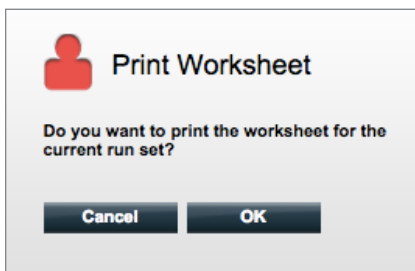 Print Worksheet
Do you want to print the worksheet for the
current run set?
Cancel OK